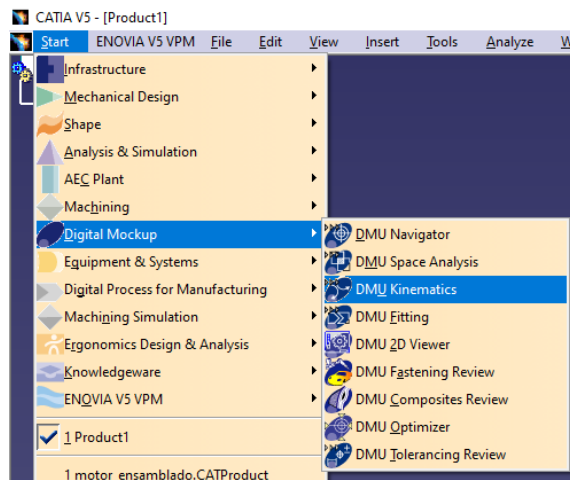 CATIA V5 - [Product1]
Start ENOVIA V5 VPM File Edit View Insert Tools Analyze W
Infrastructure
Mechanical Design
Shape
Analysis & Simulation
AEC Plant
Machining
Digital Mockup
Equipment & Systems
Digital Process for Manufacturing
Machining Simulation
Ergonomics Design & Analysis
Knowledgeware
ENOVIA V5 VPM
1 Product1
1 motor_ensamblado.CATProduct
DMU Navigator
DMU Space Analysis
DMU Kinematics
DMU Fitting
DMU 2D Viewer
DMU Fastening Review
DMU Composites Review
DMU Optimizer
DMU Tolerancing Review